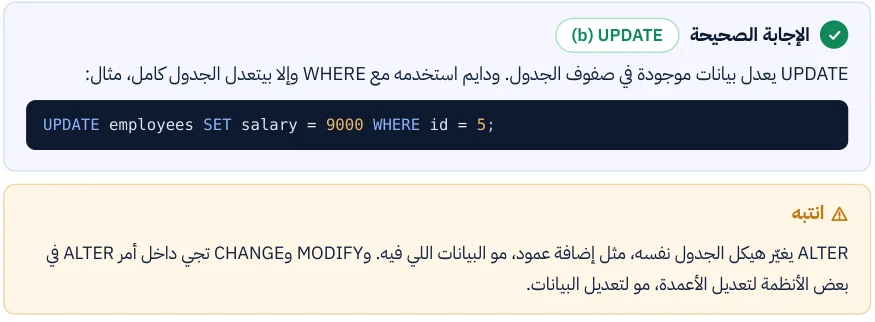 الإجابة الصحيحة (b) UPDATE
UPDATE يعدل بيانات موجودة في صفوف الجدول. ودايم استخدمه مع WHERE وإلا بيتعدل الجدول كامل، مثال:
UPDATE employees SET salary = 9000 WHERE id = 5;
انتبه
ALTER يغيّر هيكل الجدول نفسه، مثل إضافة عمود، مو البيانات اللي فيه. وMODIFY وCHANGE تجي داخل أمر ALTER في
بعض الأنظمة لتعديل الأعمدة، مو لتعديل البيانات.